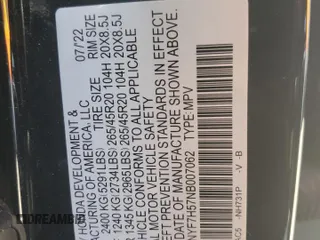 HONDA DEVELOPMENT &
FACTURING OF AMERICA, LLC 07/22
TIRE SIZE RIM SIZE
2400 KG(5291LBS)
1240 KG(2734LBS) 265/45R20 104H 20X8.5J
1345 KG(2965LBS) 265/45R20 104H 20X8.5J
CONFORMS TO ALL APPLICABLE
MOTOR VEHICLE SAFETY
EFT PREVENTION STANDARDS IN EFFECT
DATE OF MANUFACTURE SHOWN ABOVE.
NYF7H57NB007062 TYPE:MPV
NH731P -V -B
DREAMBID